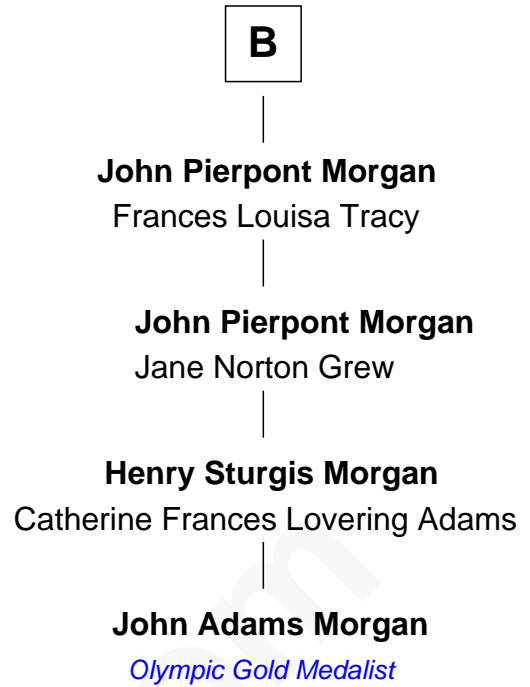 B
John Pierpont Morgan
Frances Louisa Tracy
John Pierpont Morgan
Jane Norton Grew
Henry Sturgis Morgan
Catherine Frances Lovering Adams
John Adams Morgan
Olympic Gold Medalist